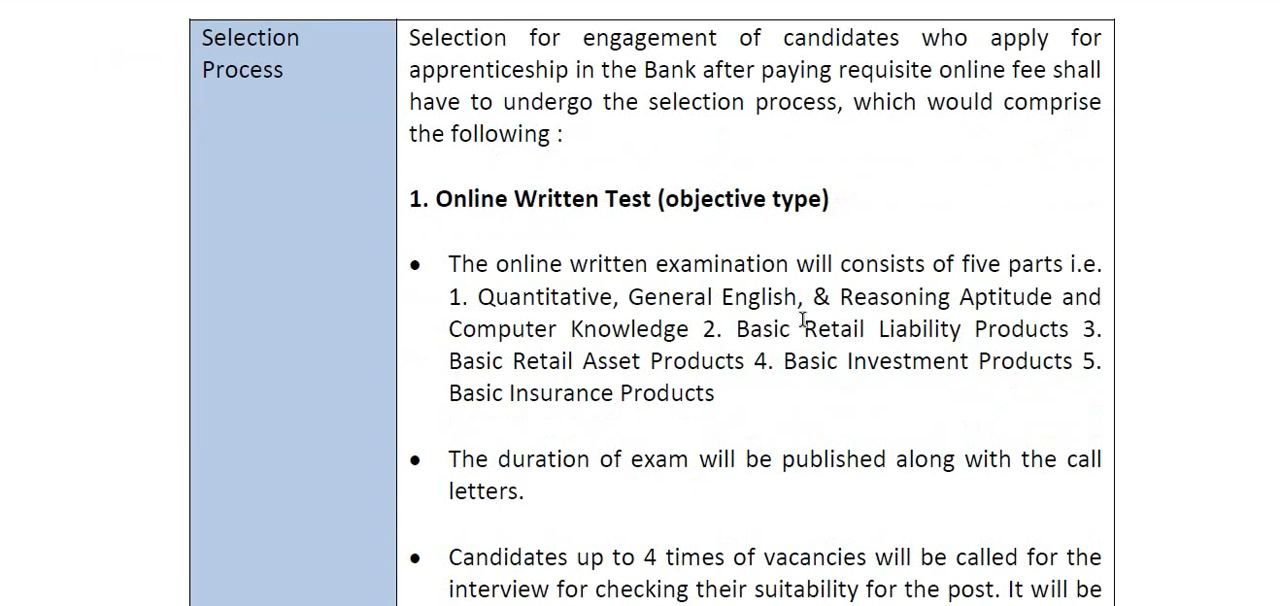 Selection
Process
Selection for engagement of candidates who apply for
apprenticeship in the Bank after paying requisite online fee shall
have to undergo the selection process, which would comprise
the following :
1. Online Written Test (objective type)
• The online written examination will consists of five parts i.e.
1. Quantitative, General English, & Reasoning Aptitude and
Computer Knowledge 2. Basic Retail Liability Products 3.
Basic Retail Asset Products 4. Basic Investment Products 5.
Basic Insurance Products
• The duration of exam will be published along with the call
letters.
• Candidates up to 4 times of vacancies will be called for the
interview for checking their suitability for the post. It will be